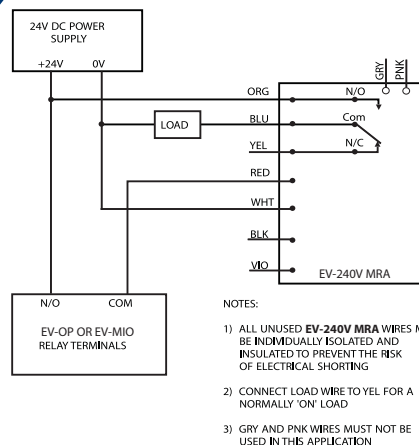 24V DC POWER
SUPPLY
+24V 0V
GRY
PNK
ORG
N/O
LOAD
BLU
Com
YEL
N/C
RED
WHT
BLK
VIO
EV-240V MRA
N/O COM
EV-OP OR EV-MIO
RELAY TERMINALS
NOTES:
1) ALL UNUSED EV-240V MRA WIRES
BE INDIVIDUALLY ISOLATED AND
INSULATED TO PREVENT THE RISK
OF ELECTRICAL SHORTING
2) CONNECT LOAD WIRE TO YEL FOR A
NORMALLY 'ON' LOAD
3) GRY AND PNK WIRES MUST NOT BE
USED IN THIS APPLICATION